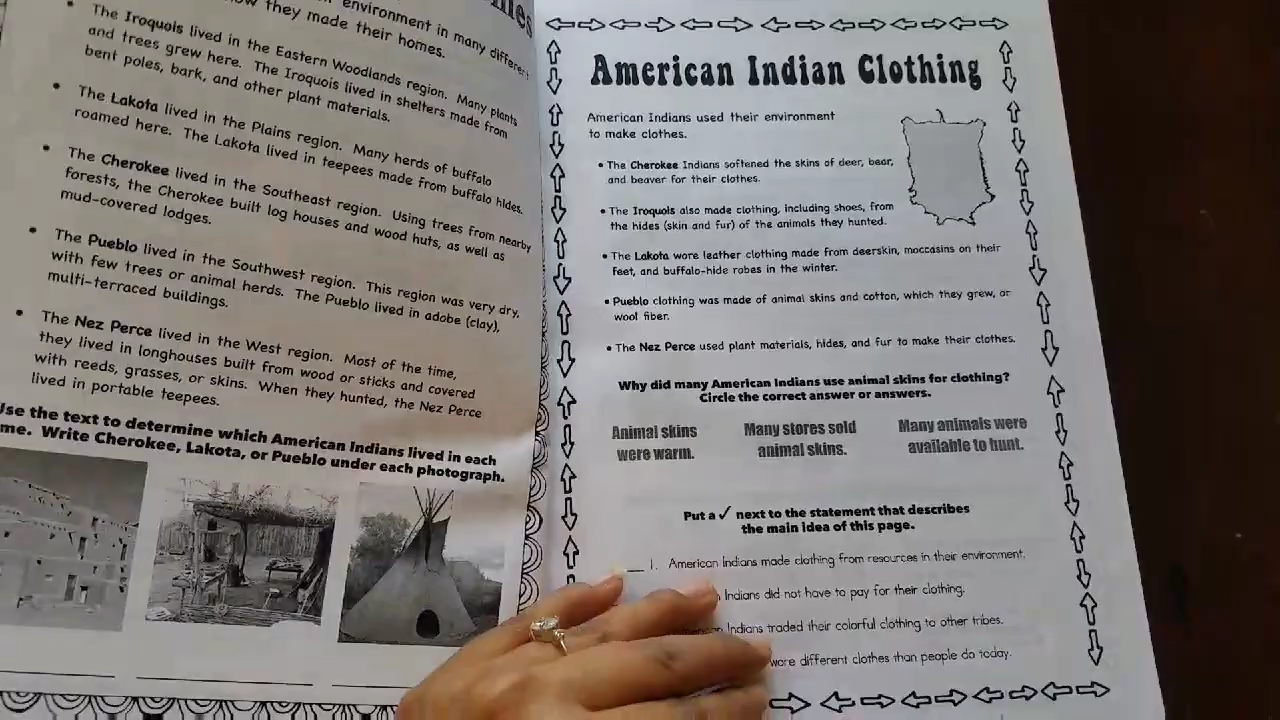 mes
environment in many different
how they made their homes.
• The Iroquois lived in the Eastern Woodlands region. Many plants
and trees grew here. The Iroquois lived in shelters made from
bent poles, bark, and other plant materials.
• The Lakota lived in the Plains region. Many herds of buffalo
roamed here. The Lakota lived in teepees made from buffalo hides.
• The Cherokee lived in the Southeast region. Using trees from nearby
forests, the Cherokee built log houses and wood huts, as well as
mud-covered lodges.
• The Pueblo lived in the Southwest region. This region was very dry,
with few trees or animal herds. The Pueblo lived in adobe (clay),
multi-terraced buildings.
• The Nez Perce lived in the West region. Most of the time,
they lived in longhouses built from wood or sticks and covered
with reeds, grasses, or skins. When they hunted, the Nez Perce
lived in portable teepees.
Use the text to determine which American Indians lived in each
me. Write Cherokee, Lakota, or Pueblo under each photograph.
American Indian Clothing
American Indians used their environment
to make clothes.
• The Cherokee Indians softened the skins of deer, bear,
and beaver for their clothes.
• The Iroquois also made clothing, including shoes, from
the hides (skin and fur) of the animals they hunted.
• The Lakota wore leather clothing made from deerskin, moccasins on their
feet, and buffalo-hide robes in the winter.
• Pueblo clothing was made of animal skins and cotton, which they grew, or
wool fiber.
• The Nez Perce used plant materials, hides, and fur to make their clothes.
Why did many American Indians use animal skins for clothing?
Circle the correct answer or answers.
Animal skins
were warm.
Many stores sold
animal skins.
Many animals were
available to hunt.
Put a ✓ next to the statement that describes
the main idea of this page.
__ 1. American Indians made clothing from resources in their environment.
Indians did not have to pay for their clothing.
Indians traded their colorful clothing to other tribes.
wore different clothes than people do today.